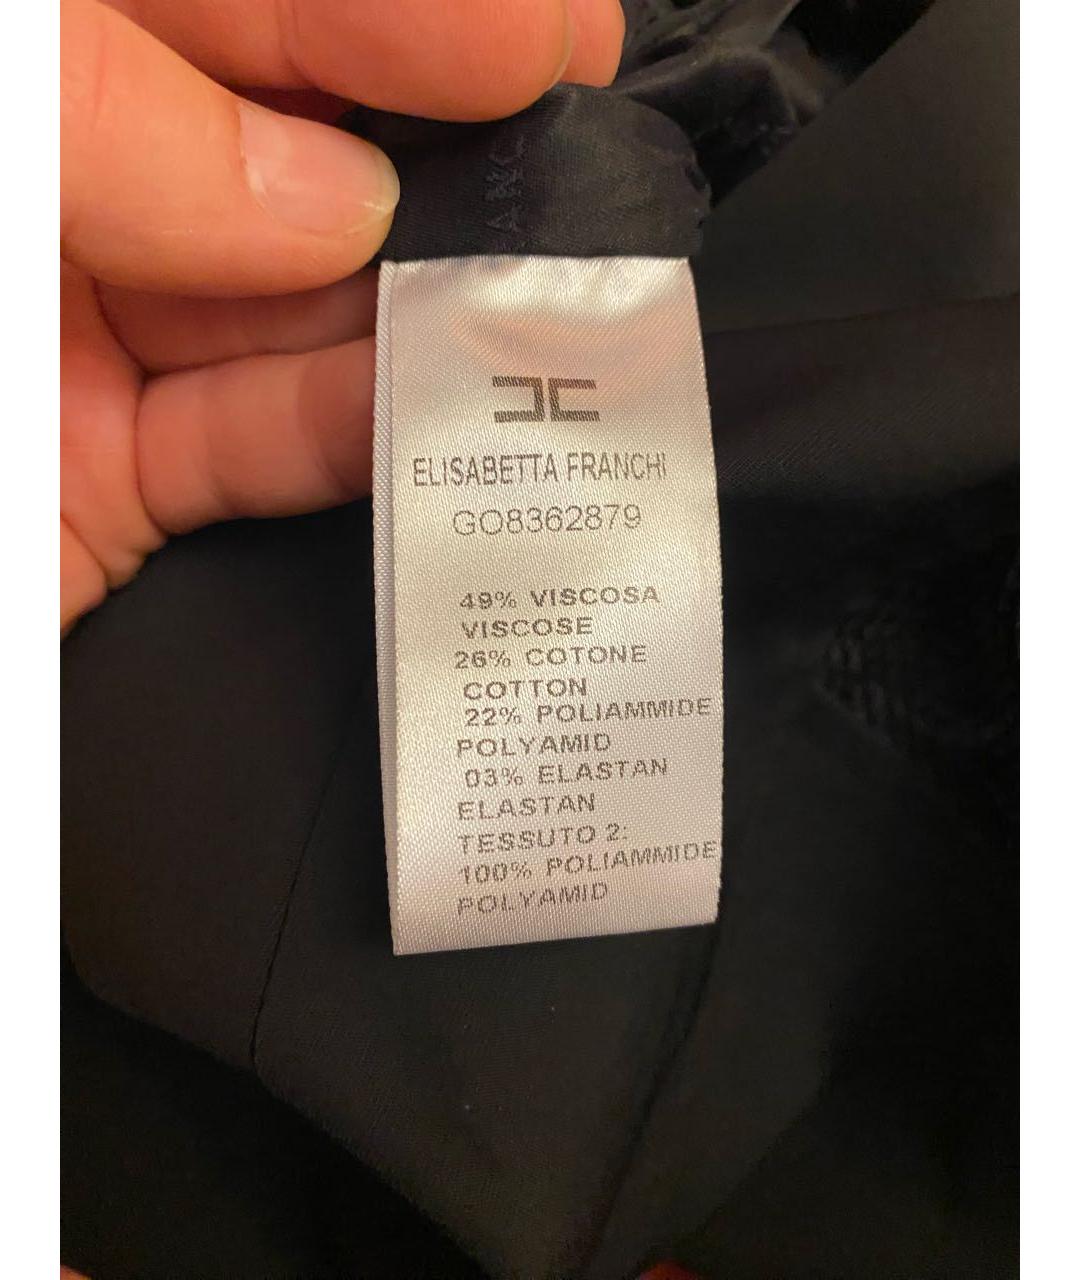 ELISABETTA FRANCHI
GO8362879
49% VISCOSA
VISCOSE
26% COTONE
COTTON
22% POLIAMMIDE
POLYAMID
03% ELASTAN
ELASTAN
TESSUTO 2:
100% POLIAMMIDE
POLYAMID